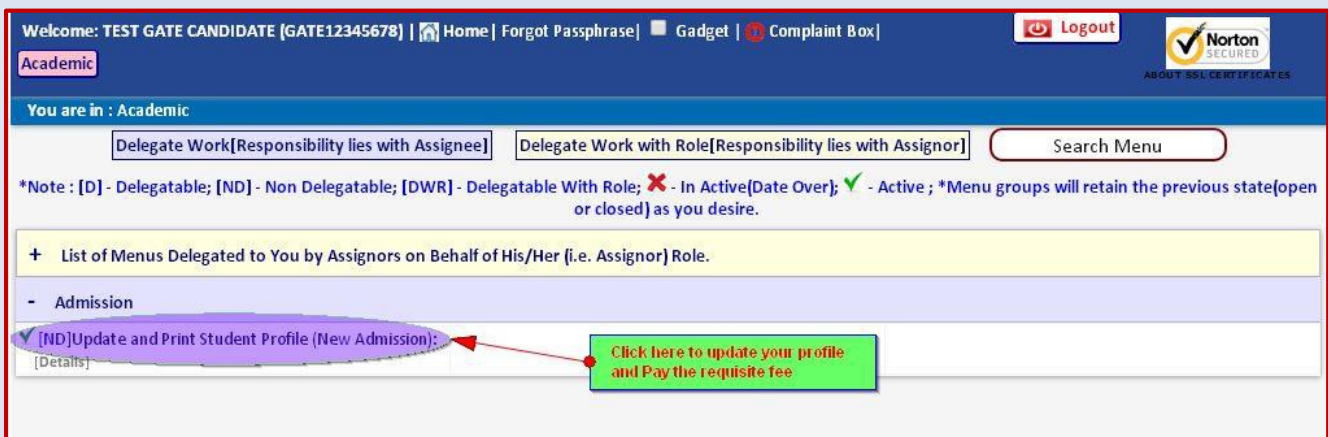 Welcome: TEST GATE CANDIDATE (GATE12345678) | Home| Forgot Passphrase| Gadget | Complaint Box|
Logout
Norton
SECURED
ABOUT SSL CERTIFICATES
Academic
You are in : Academic
Delegate Work[Responsibility lies with Assignee]
Delegate Work with Role[Responsibility lies with Assignor]
Search Menu
*Note : [D] - Delegatable; [ND] - Non Delegatable; [DWR] - Delegatable With Role; ✘ - In Active(Date Over); ✔ - Active ; *Menu groups will retain the previous state(open
or closed) as you desire.
+ List of Menus Delegated to You by Assignors on Behalf of His/Her (i.e. Assignor) Role.
- Admission
✔ [ND]Update and Print Student Profile (New Admission):
[Details]
Click here to update your profile
and Pay the requisite fee